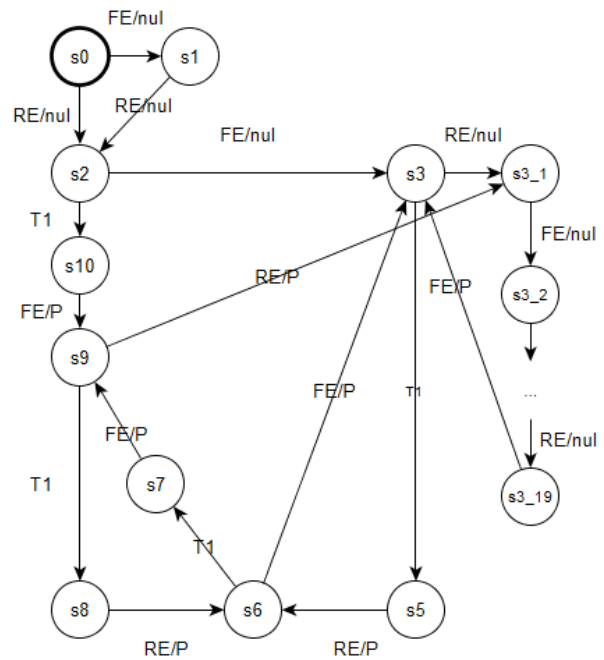 FE/nul
s0
s1
RE/nul
RE/nul
FE/nul
RE/nul
s2
s3
s3_1
T1
FE/nul
s10
RE/P
FE/P
s3_2
FE/P
s9
FE/P
T1
...
FE/P
RE/nul
T1
s7
s3_19
T1
s8
s6
s5
RE/P
RE/P